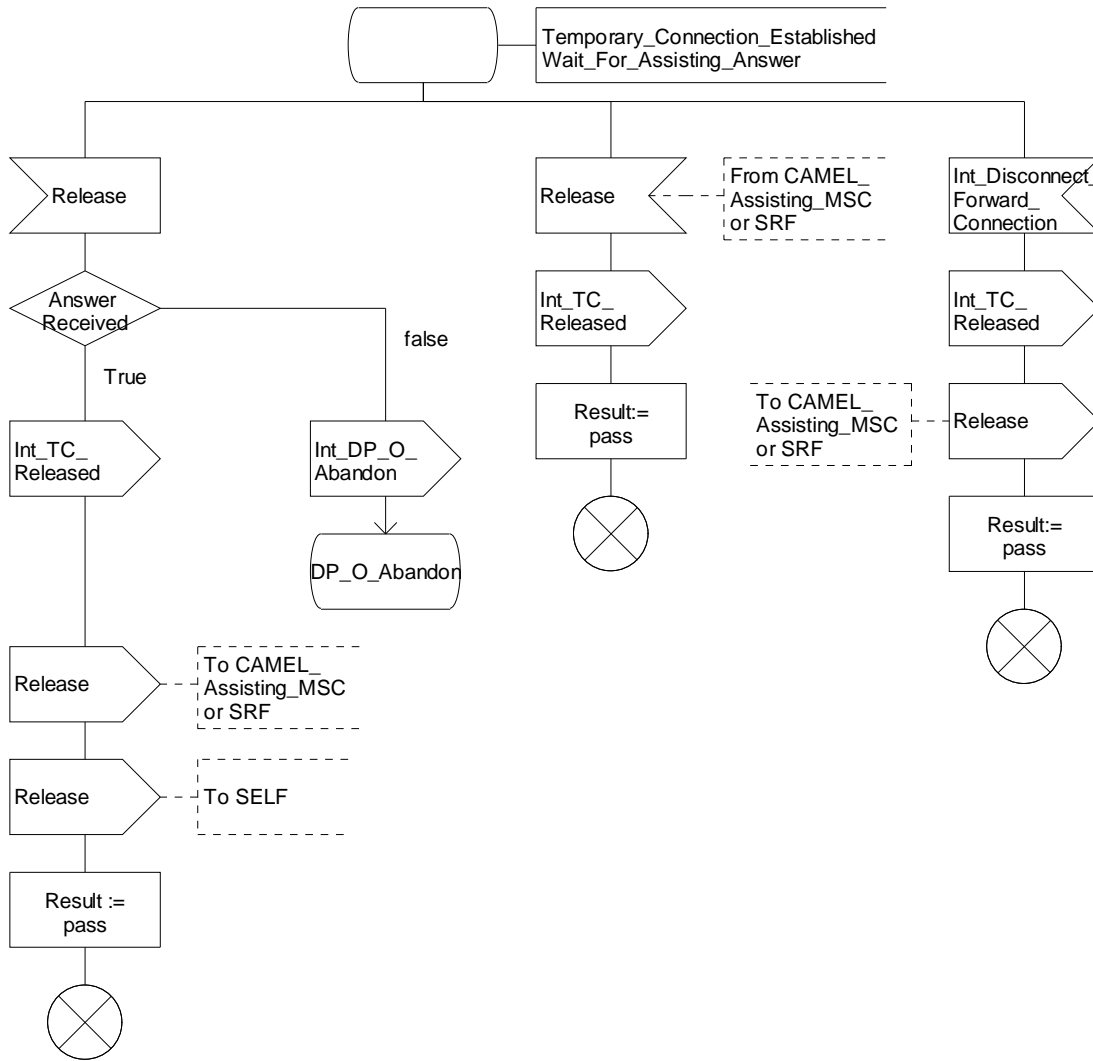 Temporary_Connection_Established
Wait_For_Assisting_Answer
Release
Release
From CAMEL_
Assisting_MSC
or SRF
Int_Disconnect_
Forward_
Connection
Answer
Received
false
True
Int_TC_
Released
Int_TC_
Released
Int_TC_
Released
Int_DP_O_
Abandon
Result:=
pass
To CAMEL_
Assisting_MSC
or SRF
Release
DP_O_Abandon
Result:=
pass
Release
To CAMEL_
Assisting_MSC
or SRF
Release
To SELF
Result :=
pass